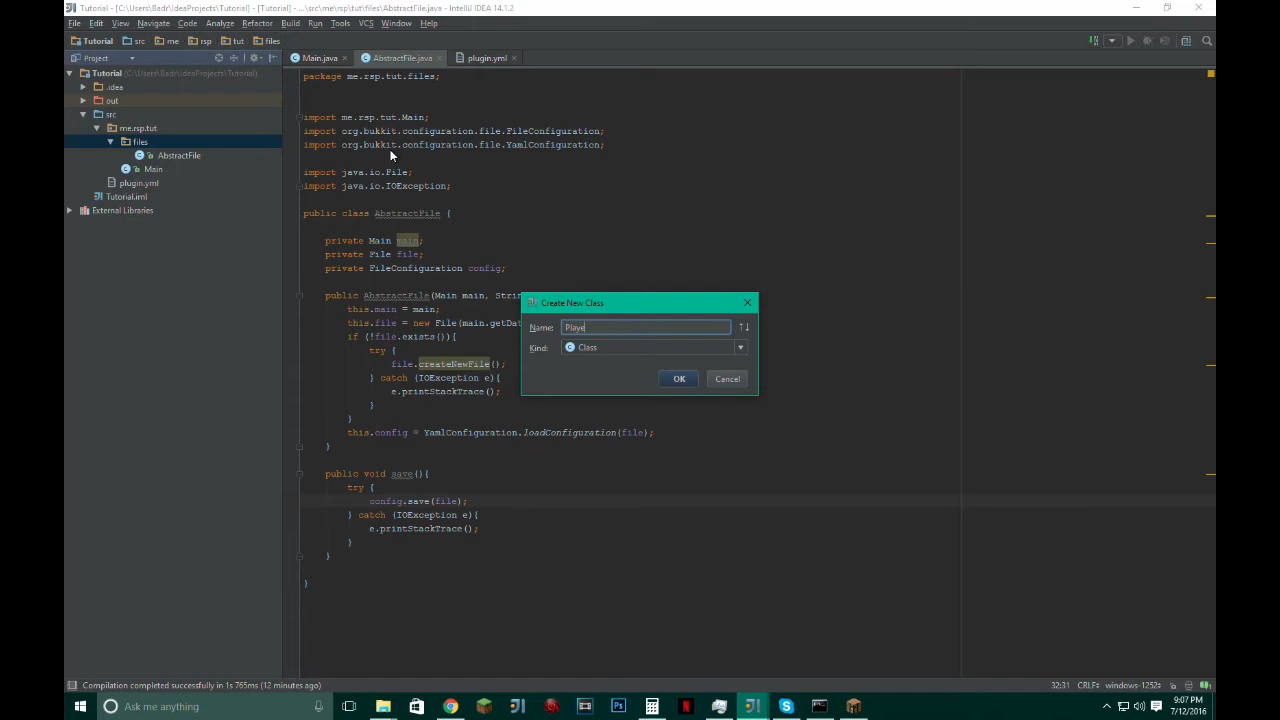 Tutorial - [C:\Users\Badr\IdeaProjects\Tutorial] - [Tutorial] - ...\src\me\rsp\tut\files\AbstractFile.java - IntelliJ IDEA 14.1.2
File Edit View Navigate Code Analyze Refactor Build Run Tools VCS Window Help
Tutorial src me rsp tut files
Project
Main.java AbstractFile.java plugin.yml
Tutorial (C:\Users\Badr\IdeaProjects\Tutorial)
.idea
out
src
me.rsp.tut
files
AbstractFile
Main
plugin.yml
Tutorial.iml
External Libraries
package me.rsp.tut.files;
import me.rsp.tut.Main;
import org.bukkit.configuration.file.FileConfiguration;
import org.bukkit.configuration.file.YamlConfiguration;
import java.io.File;
import java.io.IOException;
public class AbstractFile {
private Main main;
private File file;
private FileConfiguration config;
public AbstractFile(Main main, Strin
this.main = main;
this.file = new File(main.getDat
if (!file.exists()){
try {
file.createNewFile();
} catch (IOException e){
e.printStackTrace();
}
}
this.config = YamlConfiguration.loadConfiguration(file);
}
public void save(){
try {
config.save(file);
} catch (IOException e){
e.printStackTrace();
}
}
}
Create New Class
Name: Playe
Kind: Class
OK Cancel
Compilation completed successfully in 1s 765ms (12 minutes ago)
32:31 CRLF÷ windows-1252÷
Ask me anything
9:07 PM
7/12/2016